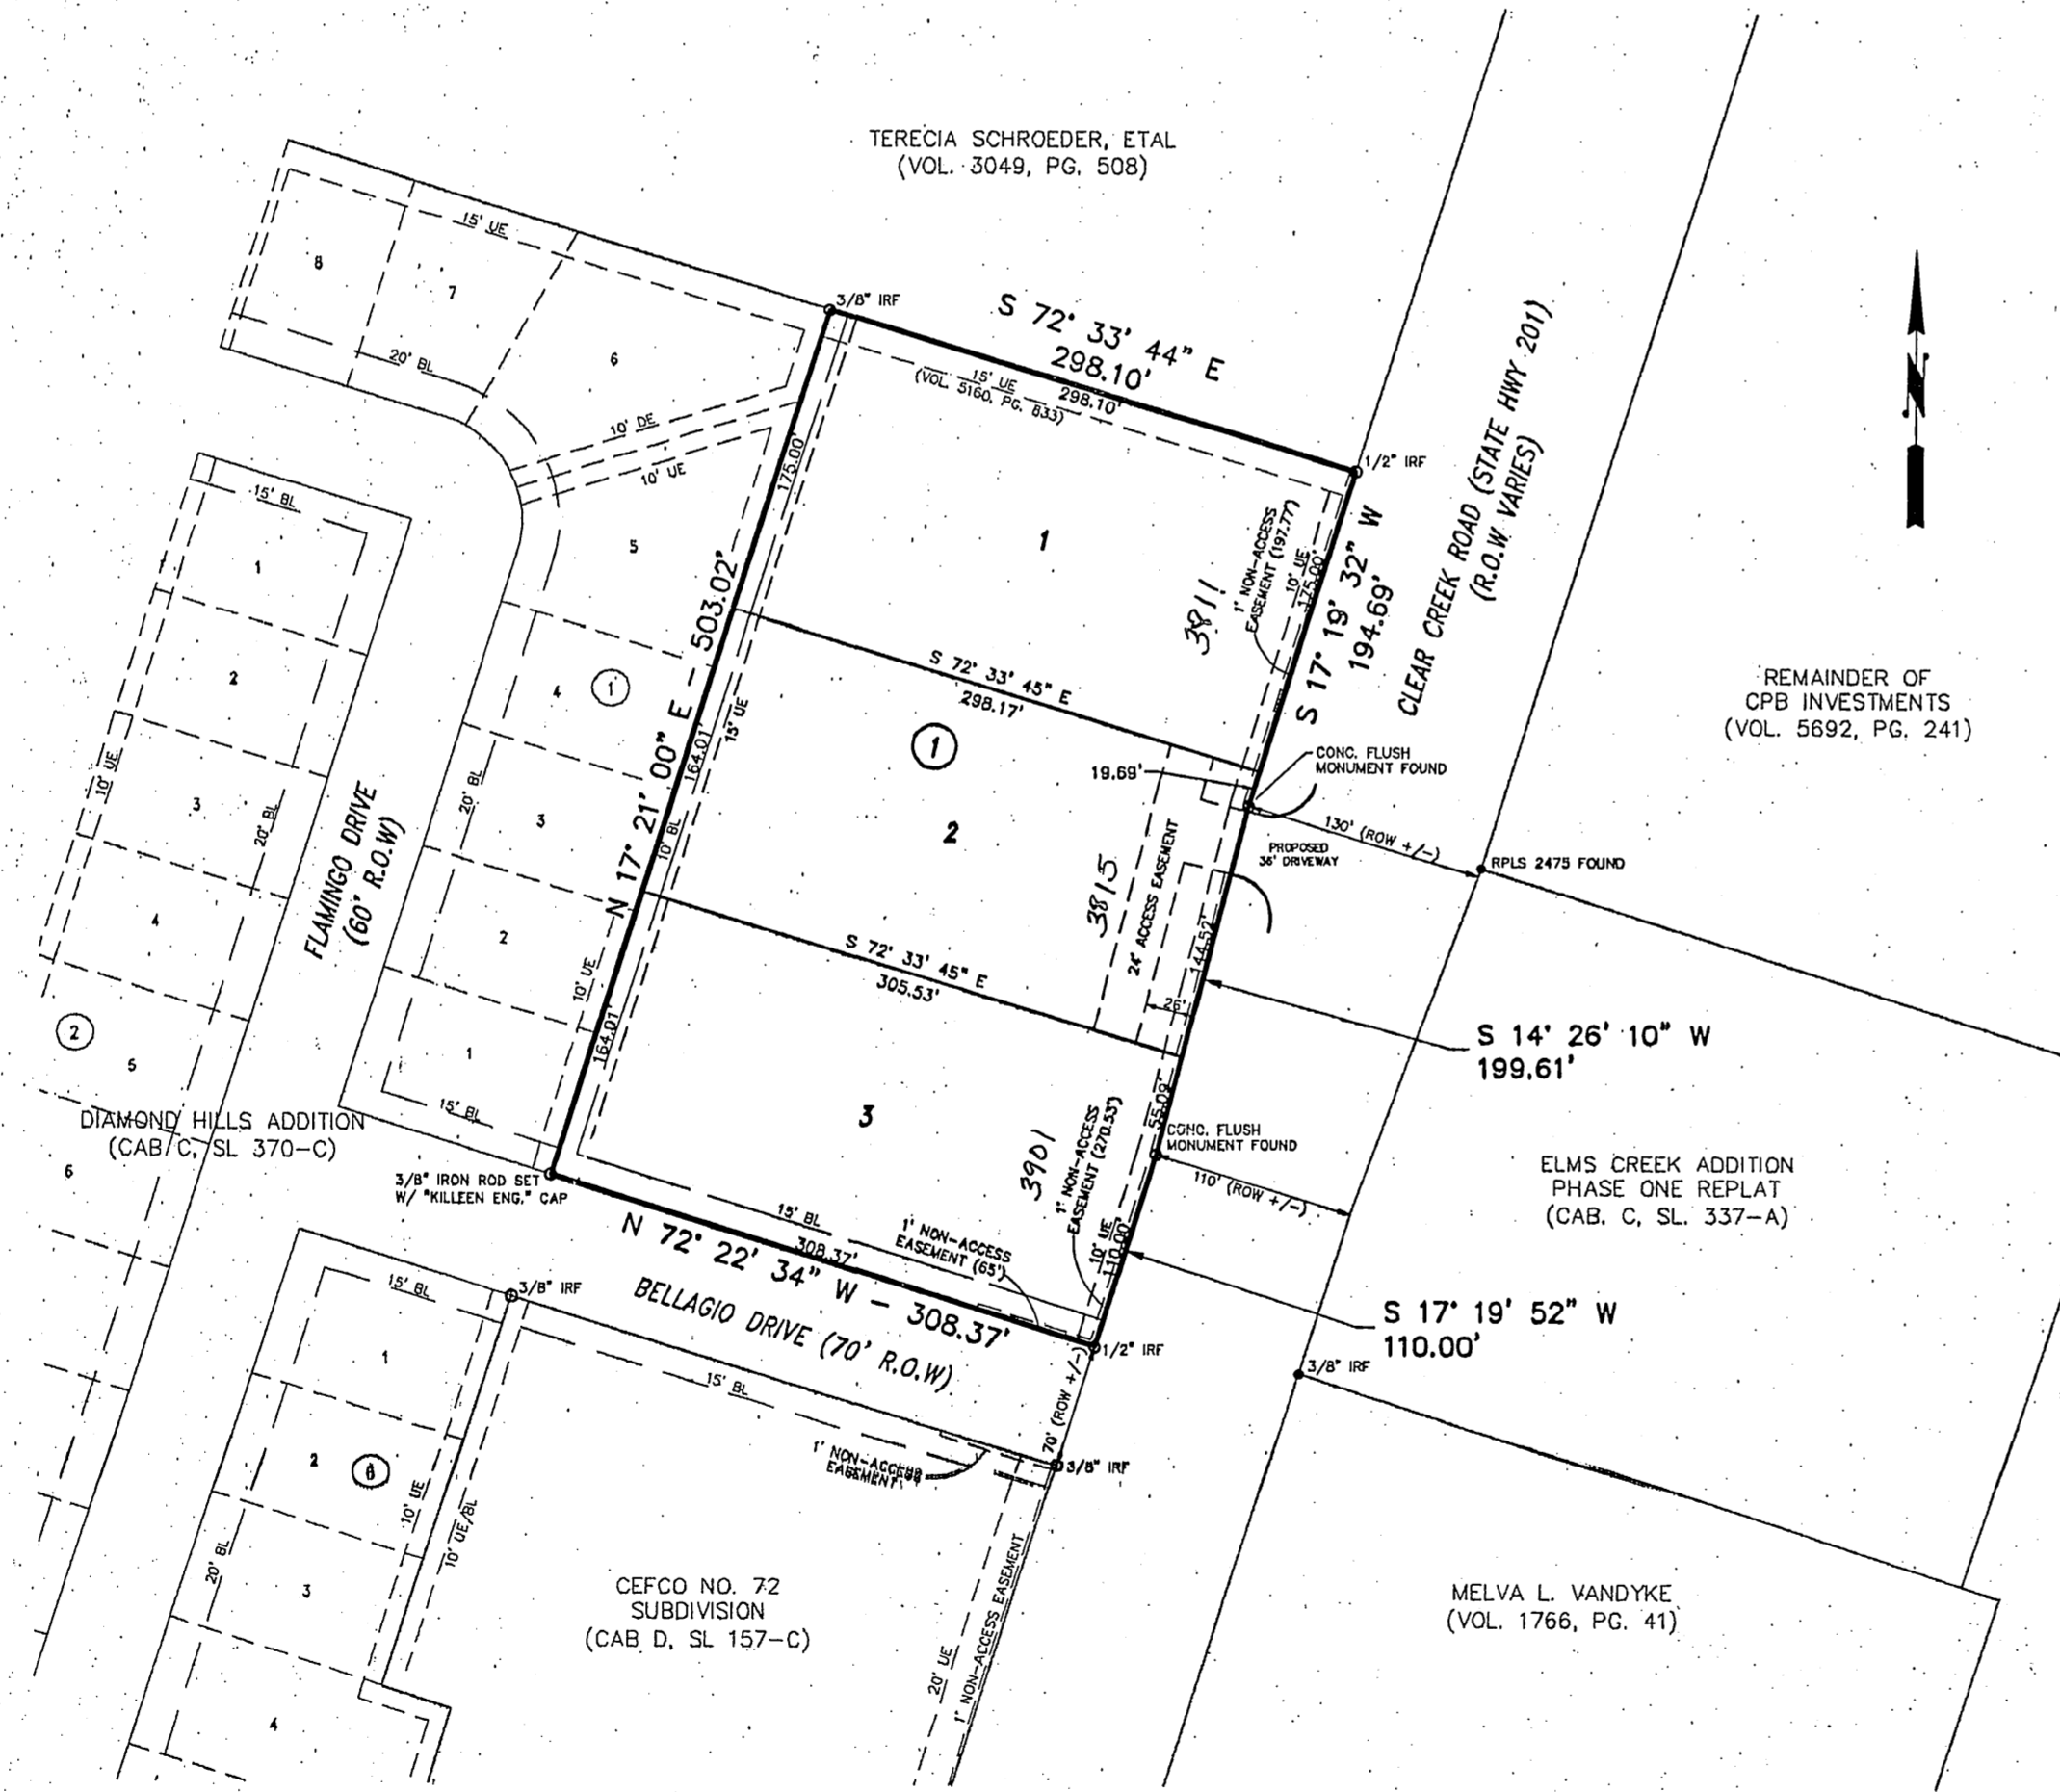 TERECIA SCHROEDER, ETAL
(VOL. 3049, PG. 508)
15' UE
8
7
6
20' BL
10' DE
10' UE
5
3/8" IRF
S 72° 33' 44" E
298.10'
15' UE
298.10'
(VOL. 5160, PG. 833)
1/2" IRF
CLEAR CREEK ROAD (STATE HWY 201)
(R.O.W VARIES)
N
175.00'
1
1' NON-ACCESS
EASEMENT (197.77')
10' UE
175.00'
S 17° 19' 32" W
194.69'
3811
15' BL
1
2
3
4
5
6
2
10' UE
20' BL
FLAMINGO DRIVE
(60' R.O.W)
4
1
3
2
1
20' BL
10' UE
15' BL
N 17° 21' 00" E - 503.02'
164.01'
15' UE
10' BL
164.01'
S 72° 33' 45" E
298.17'
1
2
19.69'
CONC. FLUSH
MONUMENT FOUND
130' (ROW +/-)
RPLS 2475 FOUND
PROPOSED
36' DRIVEWAY
3815
24' ACCESS EASEMENT
144.52'
26'
S 72° 33' 45" E
305.53'
REMAINDER OF
CPB INVESTMENTS
(VOL. 5692, PG. 241)
S 14° 26' 10" W
199.61'
3
3901
1' NON-ACCESS
EASEMENT (270.53')
55.09'
CONC. FLUSH
MONUMENT FOUND
110' (ROW +/-)
10' UE
110.00'
ELMS CREEK ADDITION
PHASE ONE REPLAT
(CAB. C, SL. 337-A)
DIAMOND HILLS ADDITION
(CAB C, SL 370-C)
3/8" IRON ROD SET
W/ "KILLEEN ENG." CAP
15' BL
308.37'
1' NON-ACCESS
EASEMENT (65')
N 72° 22' 34" W - 308.37'
BELLAGIO DRIVE (70' R.O.W)
S 17° 19' 52" W
110.00'
1/2" IRF
3/8" IRF
70' (ROW +/-)
3/8" IRF
15' BL
3/8" IRF
15' BL
1' NON-ACCESS
EASEMENT
1
2
3
4
10' UE
10' UE/BL
20' BL
CEFCO NO. 72
SUBDIVISION
(CAB D, SL 157-C)
20' UE
1' NON-ACCESS EASEMENT
MELVA L. VANDYKE
(VOL. 1766, PG. 41)